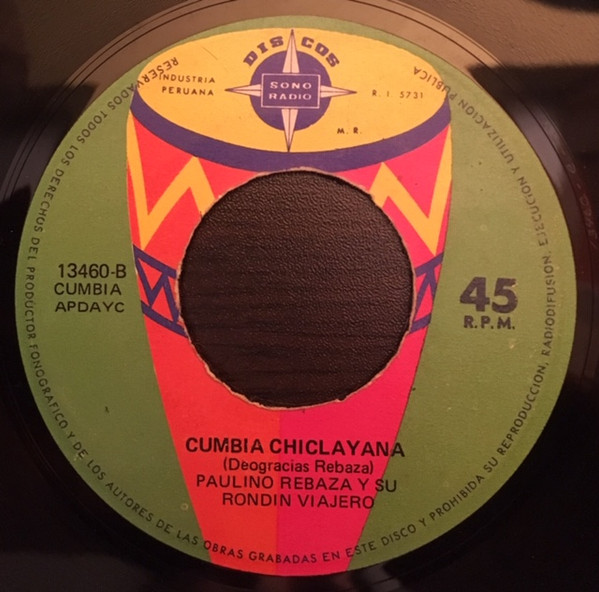 DISCOS
SONO
RADIO
INDUSTRIA
PERUANA
R. I 5731
M. R.
13460-B
CUMBIA
APDAYC
45
R.P.M.
CUMBIA CHICLAYANA
(Deogracias Rebaza)
PAULINO REBAZA Y SU
RONDIN VIAJERO
RESERVADOS TODOS LOS DERECHOS DEL PRODUCTOR FONOGRAFICO Y DE LOS AUTORES DE LAS OBRAS GRABADAS EN ESTE DISCO Y PROHIBIDA SU REPRODUCCION, RADIODIFUSION, EJECUCION Y UTILIZACION PUBLICA